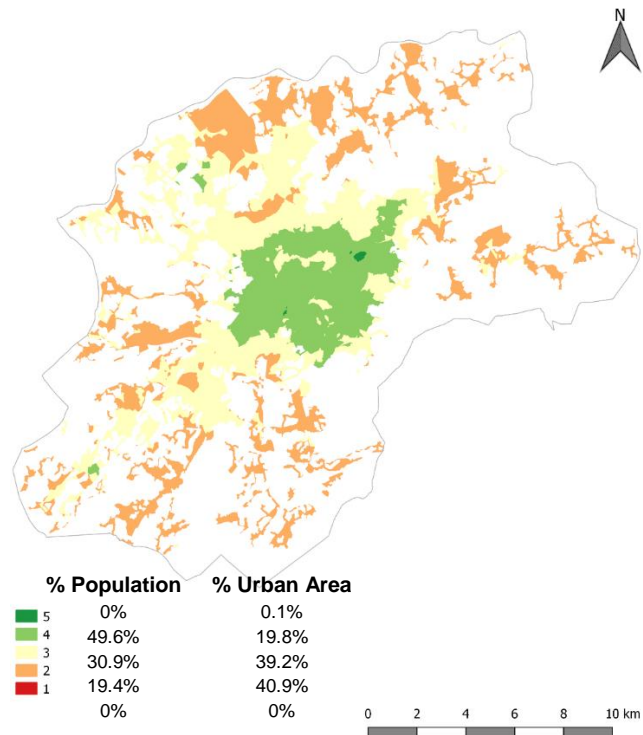 N
% Population % Urban Area
5 0% 0.1%
4 49.6% 19.8%
3 30.9% 39.2%
2 19.4% 40.9%
1 0% 0%
0 2 4 6 8 10 km